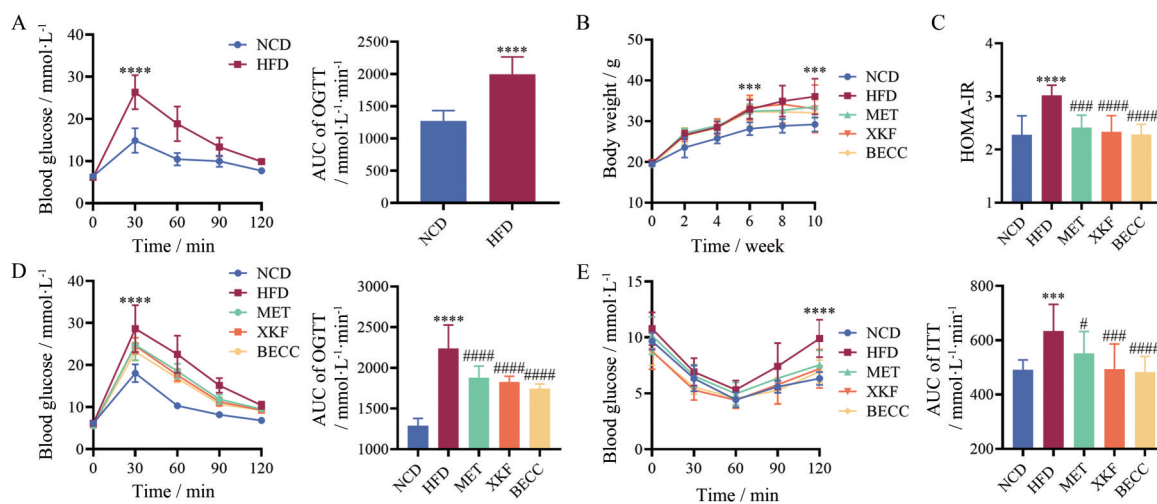 A
Blood glucose / mmol·L⁻¹
40
30
20
10
0
0 30 60 90 120
Time / min
****
NCD
HFD
AUC of OGTT
/ mmol·L⁻¹·min⁻¹
2500
2000
1500
1000
500
0
****
NCD
HFD
B
Body weight / g
50
40
30
20
10
0 2 4 6 8 10
Time / week
***
***
NCD
HFD
MET
XKF
BECC
C
HOMA-IR
4
3
2
1
****
###
####
####
NCD
HFD
MET
XKF
BECC
D
Blood glucose / mmol·L⁻¹
40
30
20
10
0
0 30 60 90 120
Time / min
****
NCD
HFD
MET
XKF
BECC
AUC of OGTT
/ mmol·L⁻¹·min⁻¹
3000
2500
2000
1500
1000
****
####
####
####
NCD
HFD
MET
XKF
BECC
E
Blood glucose / mmol·L⁻¹
15
10
5
0
0 30 60 90 120
Time / min
****
NCD
HFD
MET
XKF
BECC
AUC of ITT
/ mmol·L⁻¹·min⁻¹
800
600
400
200
***
#
###
####
NCD
HFD
MET
XKF
BECC